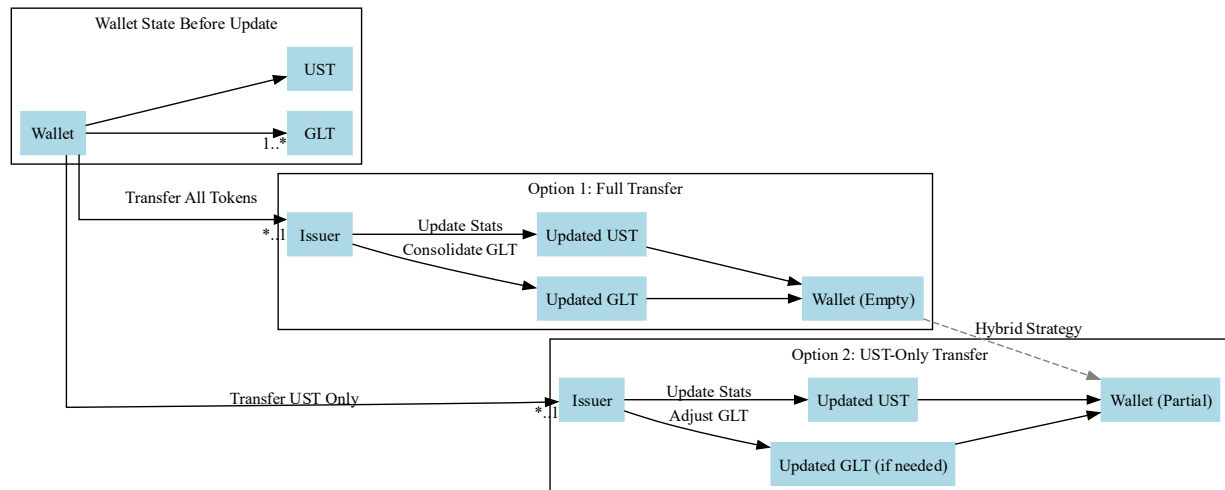 Wallet State Before Update
UST
Wallet
GLT
1..*
Transfer All Tokens
Option 1: Full Transfer
*..1
Issuer
Update Stats
Consolidate GLT
Updated UST
Updated GLT
Wallet (Empty)
Hybrid Strategy
Option 2: UST-Only Transfer
Transfer UST Only
*..1
Issuer
Update Stats
Adjust GLT
Updated UST
Updated GLT (if needed)
Wallet (Partial)